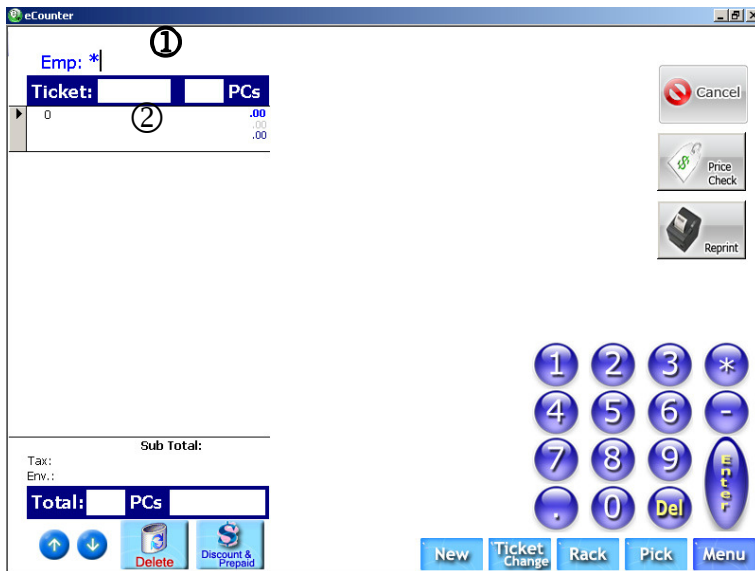 eCounter
①
Emp: *
Ticket: PCs
0 .00
②
.00
.00
Cancel
Price
Check
Reprint
1 2 3 *
4 5 6 -
7 8 9 Enter
. 0 Del
Sub Total:
Tax:
Env.:
Total: PCs
Delete
Discount &
Prepaid
New
Ticket
Change
Rack
Pick
Menu